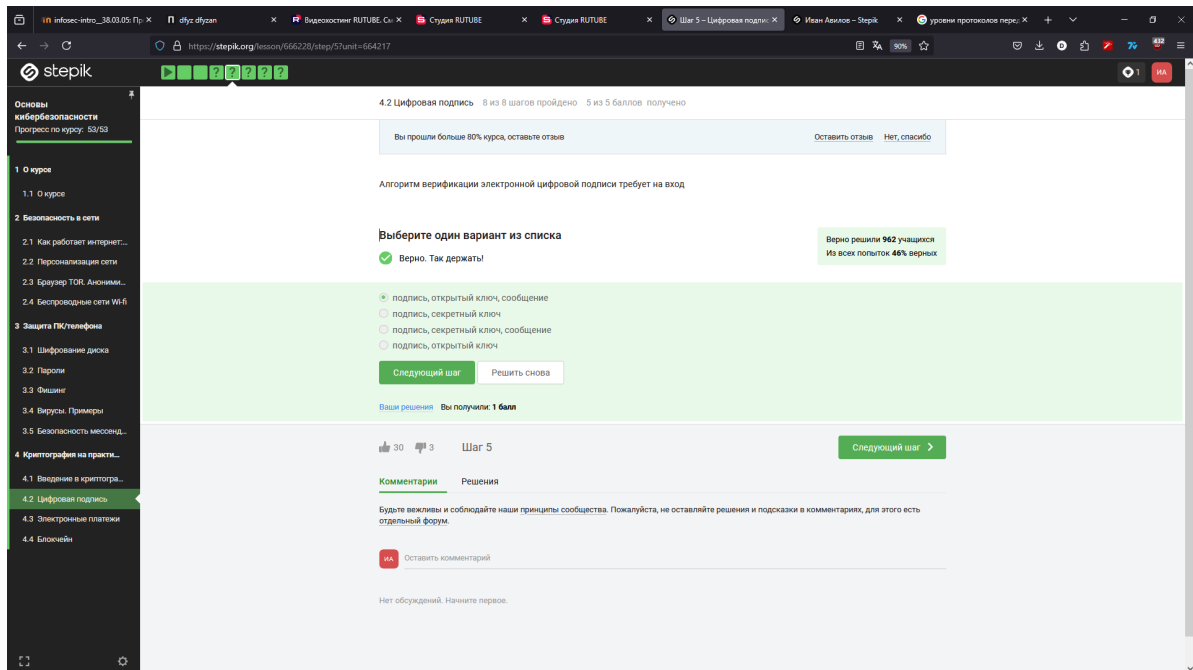 infosec-intro_38.03.05: Пр
dfyz dfyzan
Видеохостинг RUTUBE. См
Студия RUTUBE
Студия RUTUBE
Шаг 5 – Цифровая подпис
Иван Авилов – Stepik
уровни протоколов перед
https://stepik.org/lesson/666228/step/5?unit=664217
90%
432
stepik
1
ИА
Основы
кибербезопасности
Прогресс по курсу: 53/53
1 О курсе
1.1 О курсе
2 Безопасность в сети
2.1 Как работает интернет:...
2.2 Персонализация сети
2.3 Браузер TOR. Аноними...
2.4 Беспроводные сети Wi-fi
3 Защита ПК/телефона
3.1 Шифрование диска
3.2 Пароли
3.3 Фишинг
3.4 Вирусы. Примеры
3.5 Безопасность мессенд...
4 Криптография на практи...
4.1 Введение в криптогра...
4.2 Цифровая подпись
4.3 Электронные платежи
4.4 Блокчейн
4.2 Цифровая подпись 8 из 8 шагов пройдено 5 из 5 баллов получено
Вы прошли больше 80% курса, оставьте отзыв
Оставить отзыв Нет, спасибо
Алгоритм верификации электронной цифровой подписи требует на вход
Выберите один вариант из списка
Верно. Так держать!
Верно решили 962 учащихся
Из всех попыток 46% верных
подпись, открытый ключ, сообщение
подпись, секретный ключ
подпись, секретный ключ, сообщение
подпись, открытый ключ
Следующий шаг
Решить снова
Ваши решения Вы получили: 1 балл
30 3 Шаг 5
Следующий шаг
Комментарии Решения
Будьте вежливы и соблюдайте наши принципы сообщества. Пожалуйста, не оставляйте решения и подсказки в комментариях, для этого есть
отдельный форум.
ИА
Оставить комментарий
Нет обсуждений. Начните первое.